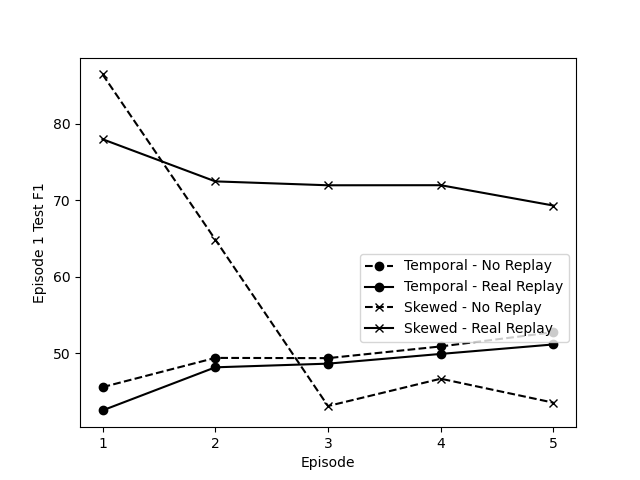 80
70
60
50
Episode 1 Test F1
Temporal - No Replay
Temporal - Real Replay
Skewed - No Replay
Skewed - Real Replay
1 2 3 4 5
Episode